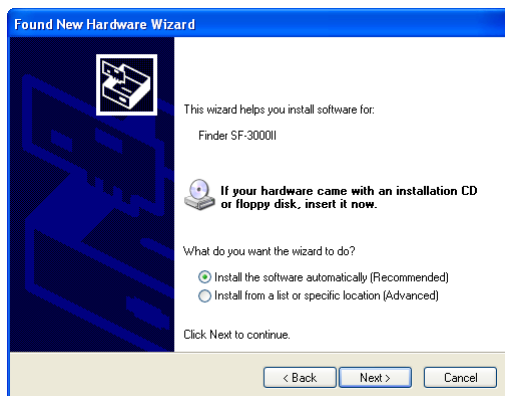 Found New Hardware Wizard
This wizard helps you install software for:
Finder SF-3000II
If your hardware came with an installation CD
or floppy disk, insert it now.
What do you want the wizard to do?
Install the software automatically (Recommended)
Install from a list or specific location (Advanced)
Click Next to continue.
< Back Next > Cancel